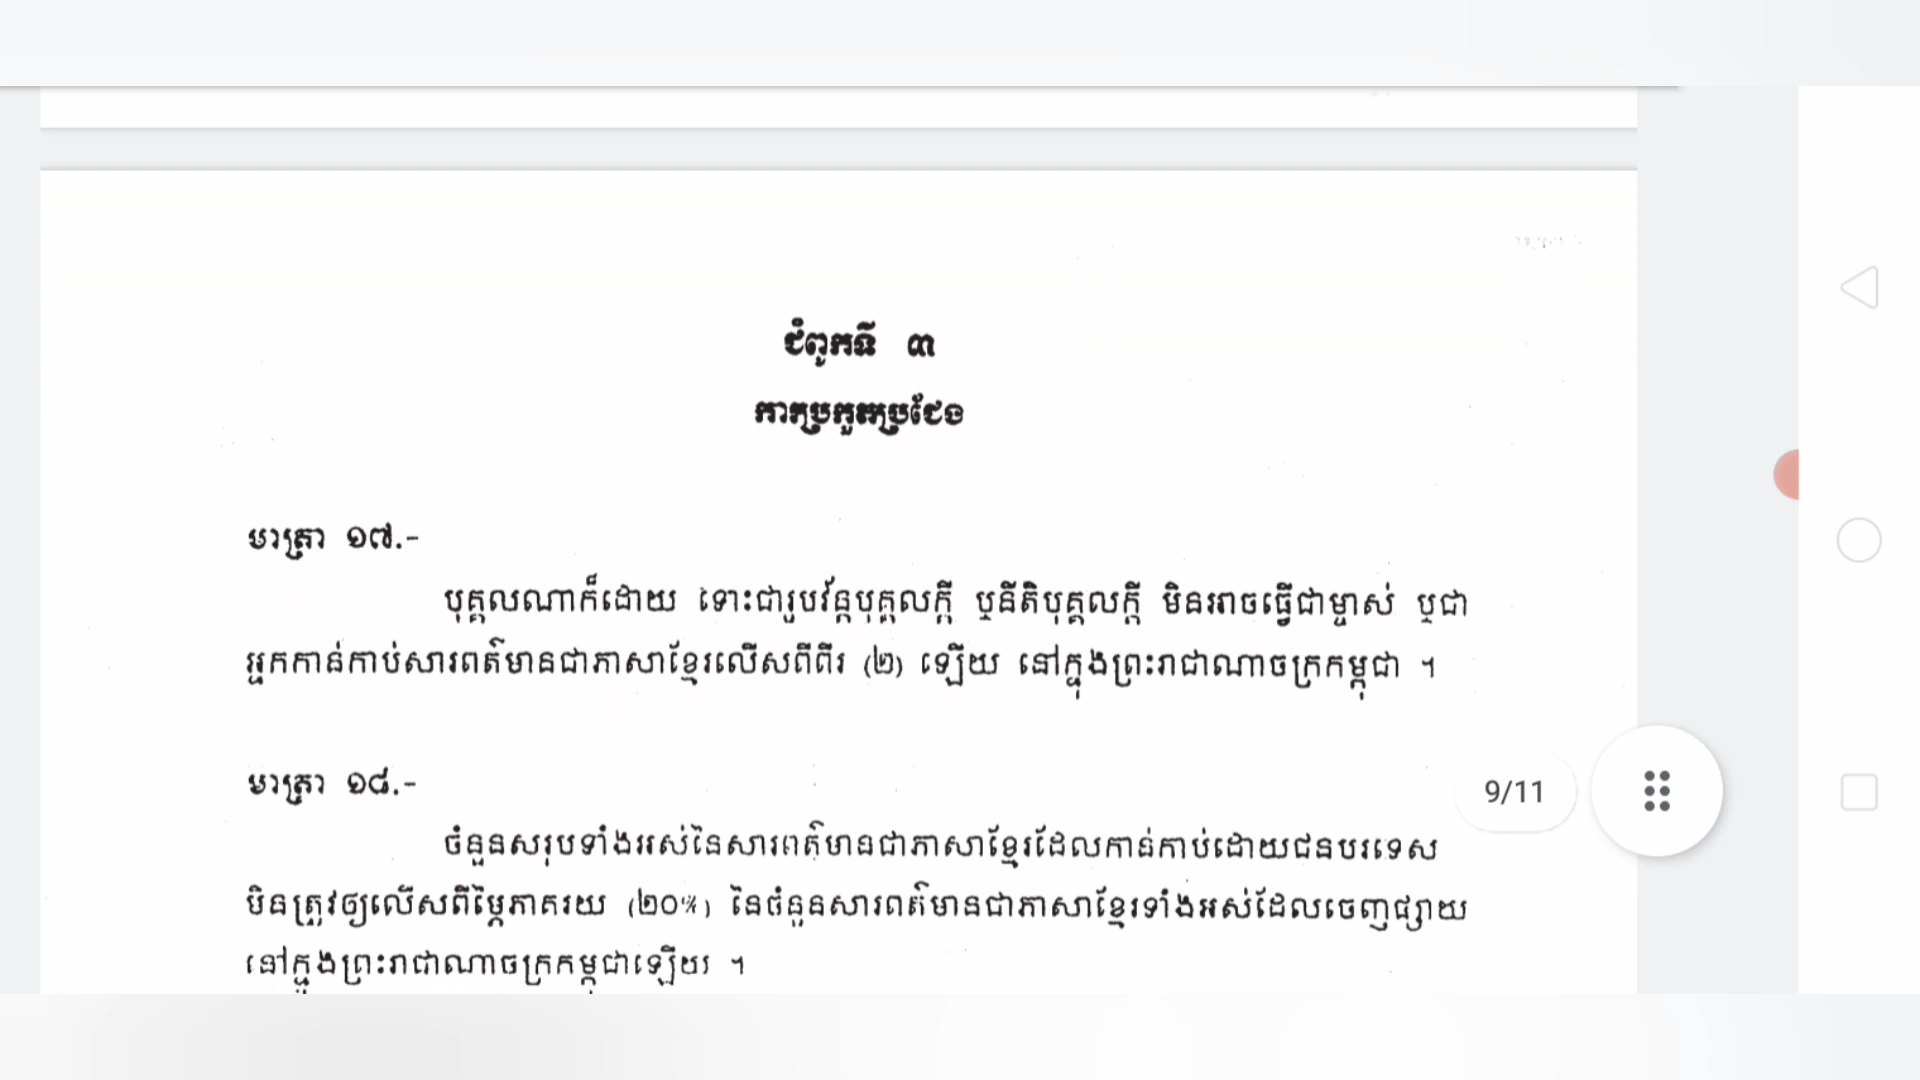 ជំពូកទី ៣
ការប្រកួតប្រជែង
មាត្រា ១៧.-
បុគ្គលណាក៏ដោយ ទោះជារូបវ័ន្តបុគ្គលក្តី ឬនីតិបុគ្គលក្តី មិនអាចធ្វើជាម្ចាស់ ឬជា
អ្នកកាន់កាប់សារពត៌មានជាភាសាខ្មែរលើសពីពីរ (២) ឡើយ នៅក្នុងព្រះរាជាណាចក្រកម្ពុជា ។
មាត្រា ១៨.-
ចំនួនសរុបទាំងអស់នៃសារពត៌មានជាភាសាខ្មែរដែលកាន់កាប់ដោយជនបរទេស
មិនត្រូវឲ្យលើសពីម្ភៃភាគរយ (២០%) នៃចំនួនសារពត៌មានជាភាសាខ្មែរទាំងអស់ដែលចេញផ្សាយ
នៅក្នុងព្រះរាជាណាចក្រកម្ពុជាឡើយ ។
9/11